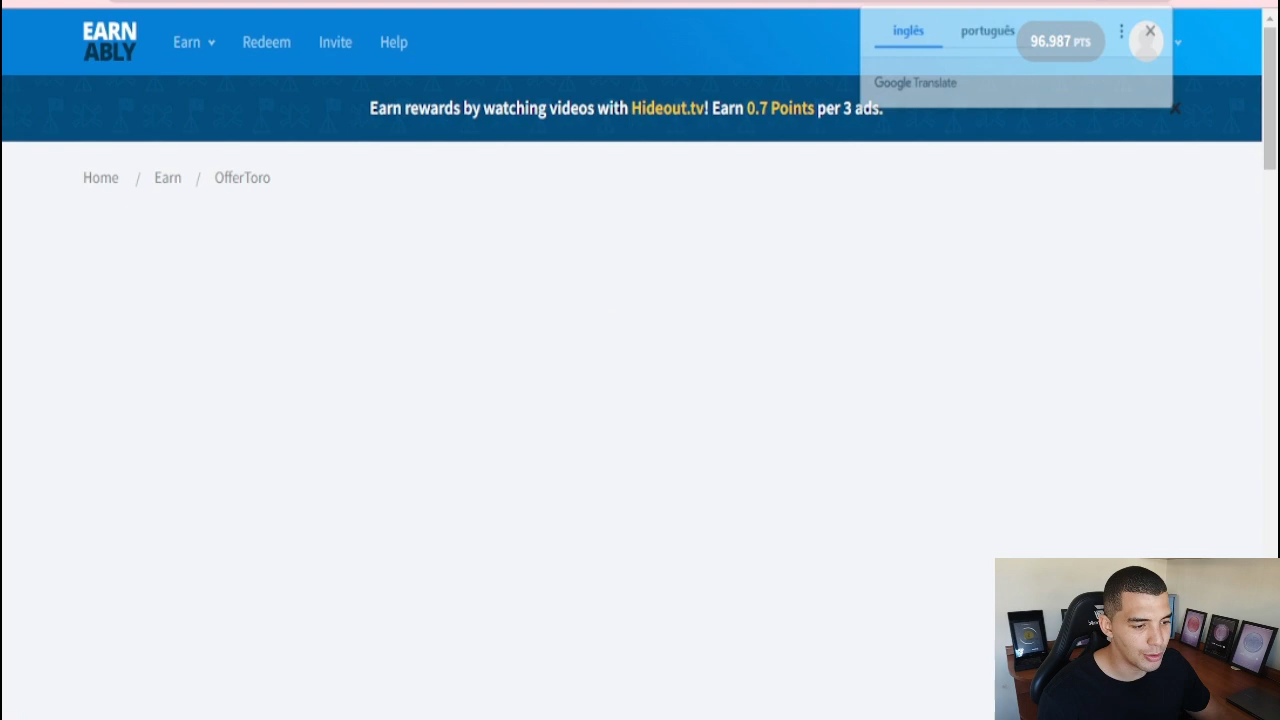 EARN
ABLY
Earn
Redeem
Invite
Help
inglês
português
96.987 PTS
Google Translate
Earn rewards by watching videos with Hideout.tv! Earn 0.7 Points per 3 ads.
Home / Earn / OfferToro